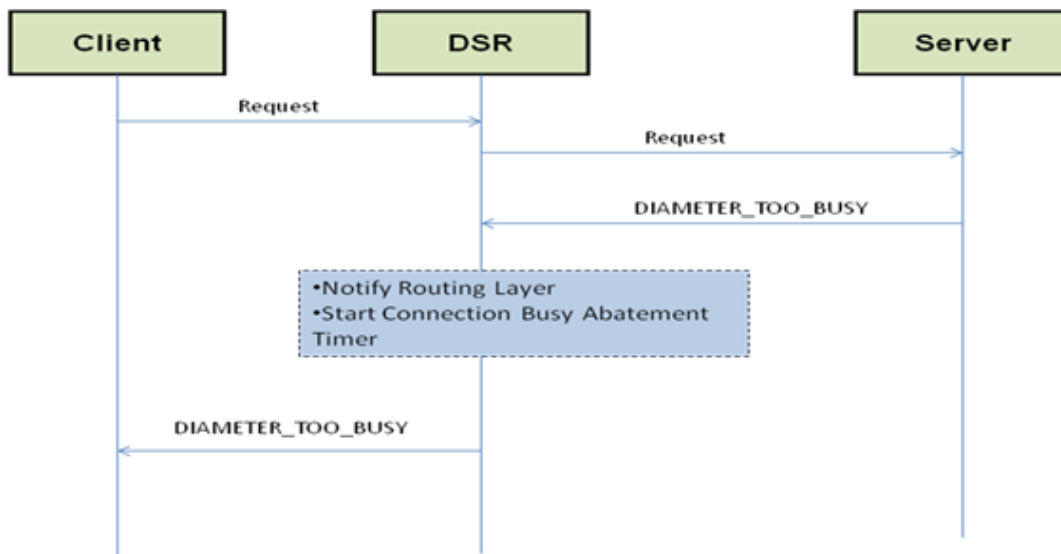 Client
DSR
Server
Request
Request
DIAMETER_TOO_BUSY
•Notify Routing Layer
•Start Connection Busy Abatement
Timer
DIAMETER_TOO_BUSY